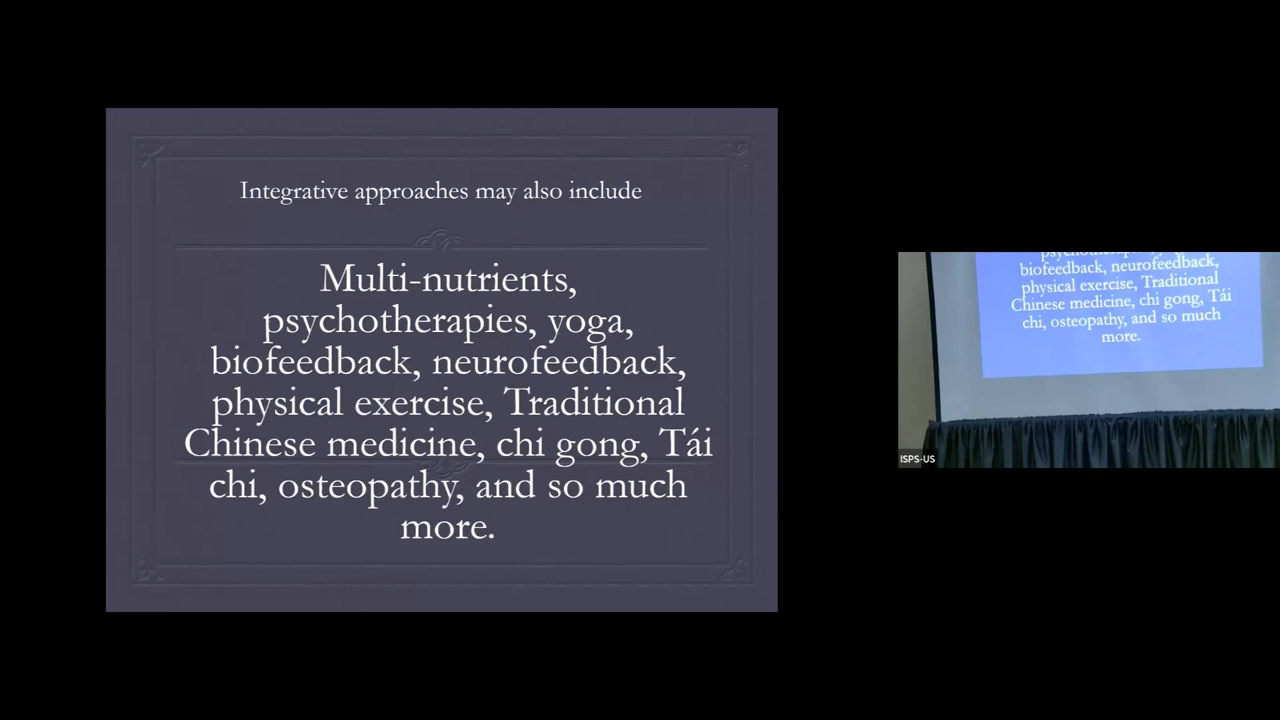 Integrative approaches may also include
Multi-nutrients,
psychotherapies, yoga,
biofeedback, neurofeedback,
physical exercise, Traditional
Chinese medicine, chi gong, Tái
chi, osteopathy, and so much
more.
biofeedback, neurofeedback,
physical exercise, Traditional
Chinese medicine, chi gong, Tái
chi, osteopathy, and so much
more.
ISPS-US